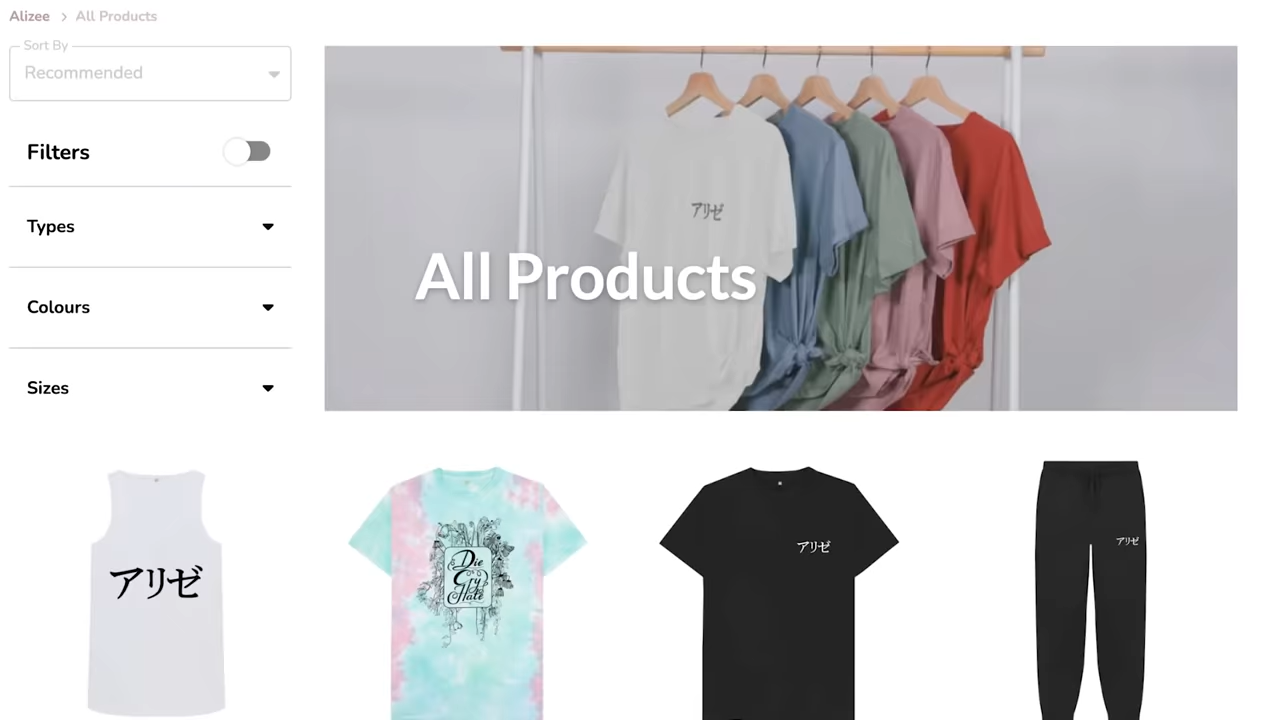 Alizee > All Products
Sort By
Recommended
Filters
Types
Colours
Sizes
アリゼ
All Products
アリゼ
Die
Cry
Hate
アリゼ
アリゼ